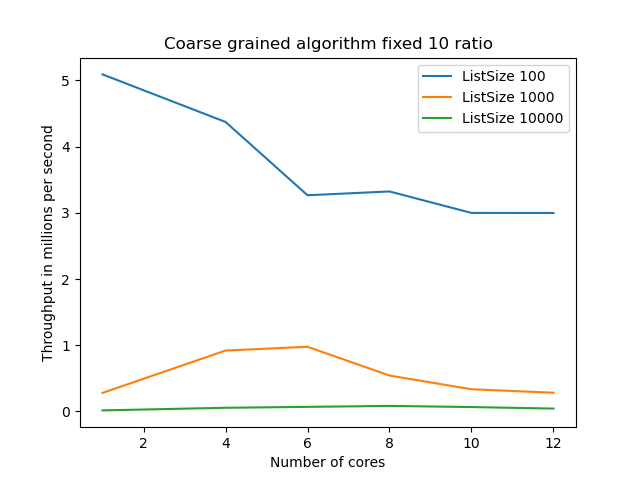 Coarse grained algorithm fixed 10 ratio
ListSize 100
ListSize 1000
ListSize 10000
Throughput in millions per second
5
4
3
2
1
0
2 4 6 8 10 12
Number of cores